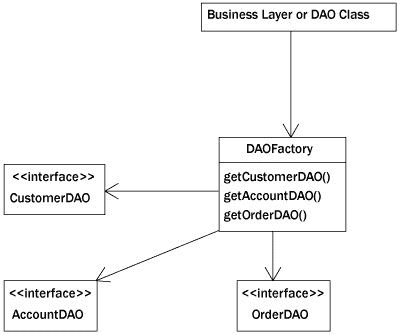 Business Layer or DAO Class
DAOFactory
getCustomerDAO()
getAccountDAO()
getOrderDAO()
<<interface>>
CustomerDAO
<<interface>>
AccountDAO
<<interface>>
OrderDAO